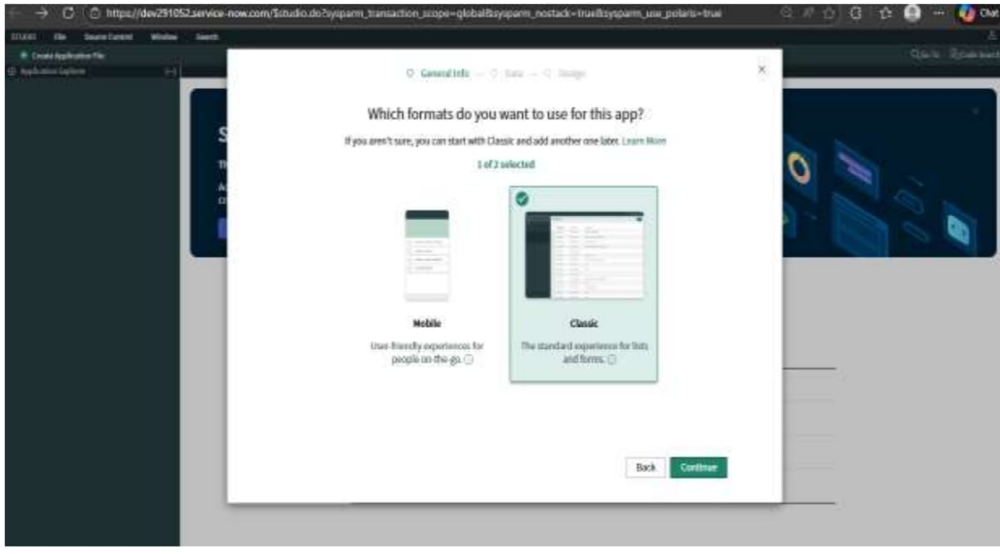 https://dev291052.service-now.com/$studio.do?sysparm_transaction_scope=global&sysparm_nostack=true&sysparm_use_polaris=true
STUDIO File Source Control Window Search
Create Application File
Go To Code Search
Application Explorer
General Info Data Design
Which formats do you want to use for this app?
If you aren't sure, you can start with Classic and add another one later. Learn More
1 of 2 selected
Mobile
User-friendly experiences for
people on-the-go.
Classic
The standard experience for lists
and forms.
Back Continue